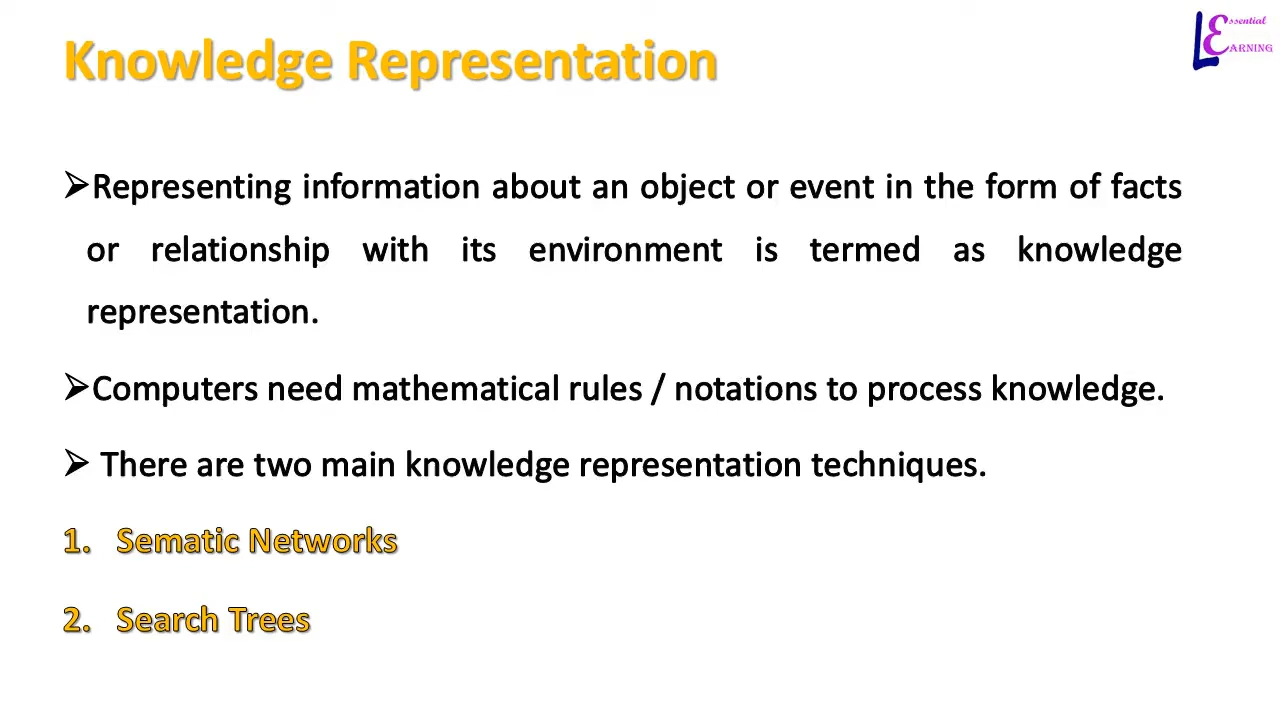 Knowledge Representation
Essential
LEARNING
➢Representing information about an object or event in the form of facts
or relationship with its environment is termed as knowledge
representation.
➢Computers need mathematical rules / notations to process knowledge.
➢ There are two main knowledge representation techniques.
1. Sematic Networks
2. Search Trees